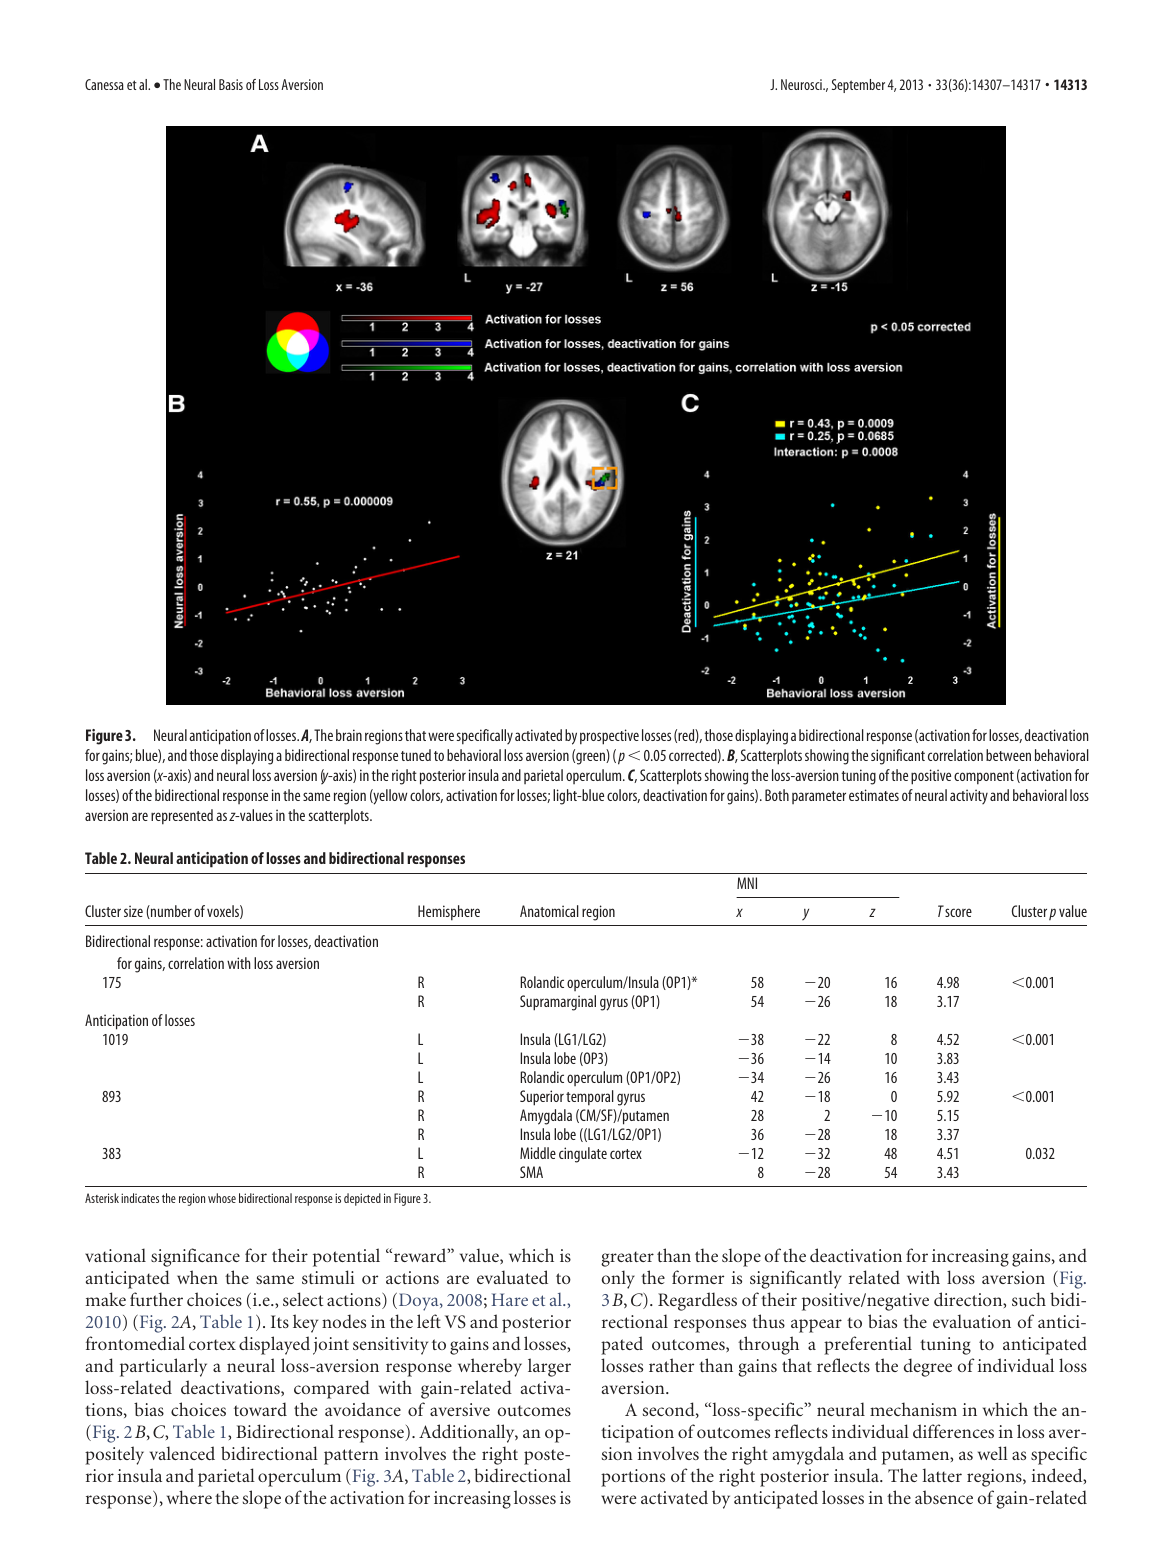 Canessa et al. • The Neural Basis of Loss Aversion
J. Neurosci., September 4, 2013 • 33(36):14307–14317 • 14313
A
L
L
L
x = -36
y = -27
z = 56
z = -15
1 2 3 4 Activation for losses
p < 0.05 corrected
1 2 3 4 Activation for losses, deactivation for gains
1 2 3 4 Activation for losses, deactivation for gains, correlation with loss aversion
B
r = 0.55, p = 0.000009
Neural loss aversion
4
3
2
1
0
-1
-2
-3
-2 -1 0 1 2 3
Behavioral loss aversion
z = 21
C
r = 0.43, p = 0.0009
r = 0.25, p = 0.0685
Interaction: p = 0.0008
Deactivation for gains
4
3
2
1
0
-1
-2
Activation for losses
4
3
2
1
0
-1
-2
-3
-2 -1 0 1 2 3
Behavioral loss aversion
Figure 3. Neural anticipation of losses. A, The brain regions that were specifically activated by prospective losses (red), those displaying a bidirectional response (activation for losses, deactivation
for gains; blue), and those displaying a bidirectional response tuned to behavioral loss aversion (green) (p < 0.05 corrected). B, Scatterplots showing the significant correlation between behavioral
loss aversion (x-axis) and neural loss aversion (y-axis) in the right posterior insula and parietal operculum. C, Scatterplots showing the loss-aversion tuning of the positive component (activation for
losses) of the bidirectional response in the same region (yellow colors, activation for losses; light-blue colors, deactivation for gains). Both parameter estimates of neural activity and behavioral loss
aversion are represented as z-values in the scatterplots.
Table 2. Neural anticipation of losses and bidirectional responses
MNI
Cluster size (number of voxels) Hemisphere Anatomical region x y z T score Cluster p value
Bidirectional response: activation for losses, deactivation
for gains, correlation with loss aversion
175 R Rolandic operculum/Insula (OP1)* 58 −20 16 4.98 <0.001
R Supramarginal gyrus (OP1) 54 −26 18 3.17
Anticipation of losses
1019 L Insula (LG1/LG2) −38 −22 8 4.52 <0.001
L Insula lobe (OP3) −36 −14 10 3.83
L Rolandic operculum (OP1/OP2) −34 −26 16 3.43
893 R Superior temporal gyrus 42 −18 0 5.92 <0.001
R Amygdala (CM/SF)/putamen 28 2 −10 5.15
R Insula lobe ((LG1/LG2/OP1) 36 −28 18 3.37
383 L Middle cingulate cortex −12 −32 48 4.51 0.032
R SMA 8 −28 54 3.43
Asterisk indicates the region whose bidirectional response is depicted in Figure 3.
vational significance for their potential “reward” value, which is
anticipated when the same stimuli or actions are evaluated to
make further choices (i.e., select actions) (Doya, 2008; Hare et al.,
2010) (Fig. 2A, Table 1). Its key nodes in the left VS and posterior
frontomedial cortex displayed joint sensitivity to gains and losses,
and particularly a neural loss-aversion response whereby larger
loss-related deactivations, compared with gain-related activa-
tions, bias choices toward the avoidance of aversive outcomes
(Fig. 2B,C, Table 1, Bidirectional response). Additionally, an op-
positely valenced bidirectional pattern involves the right poste-
rior insula and parietal operculum (Fig. 3A, Table 2, bidirectional
response), where the slope of the activation for increasing losses is
greater than the slope of the deactivation for increasing gains, and
only the former is significantly related with loss aversion (Fig.
3B,C). Regardless of their positive/negative direction, such bidi-
rectional responses thus appear to bias the evaluation of antici-
pated outcomes, through a preferential tuning to anticipated
losses rather than gains that reflects the degree of individual loss
aversion.
A second, “loss-specific” neural mechanism in which the an-
ticipation of outcomes reflects individual differences in loss aver-
sion involves the right amygdala and putamen, as well as specific
portions of the right posterior insula. The latter regions, indeed,
were activated by anticipated losses in the absence of gain-related